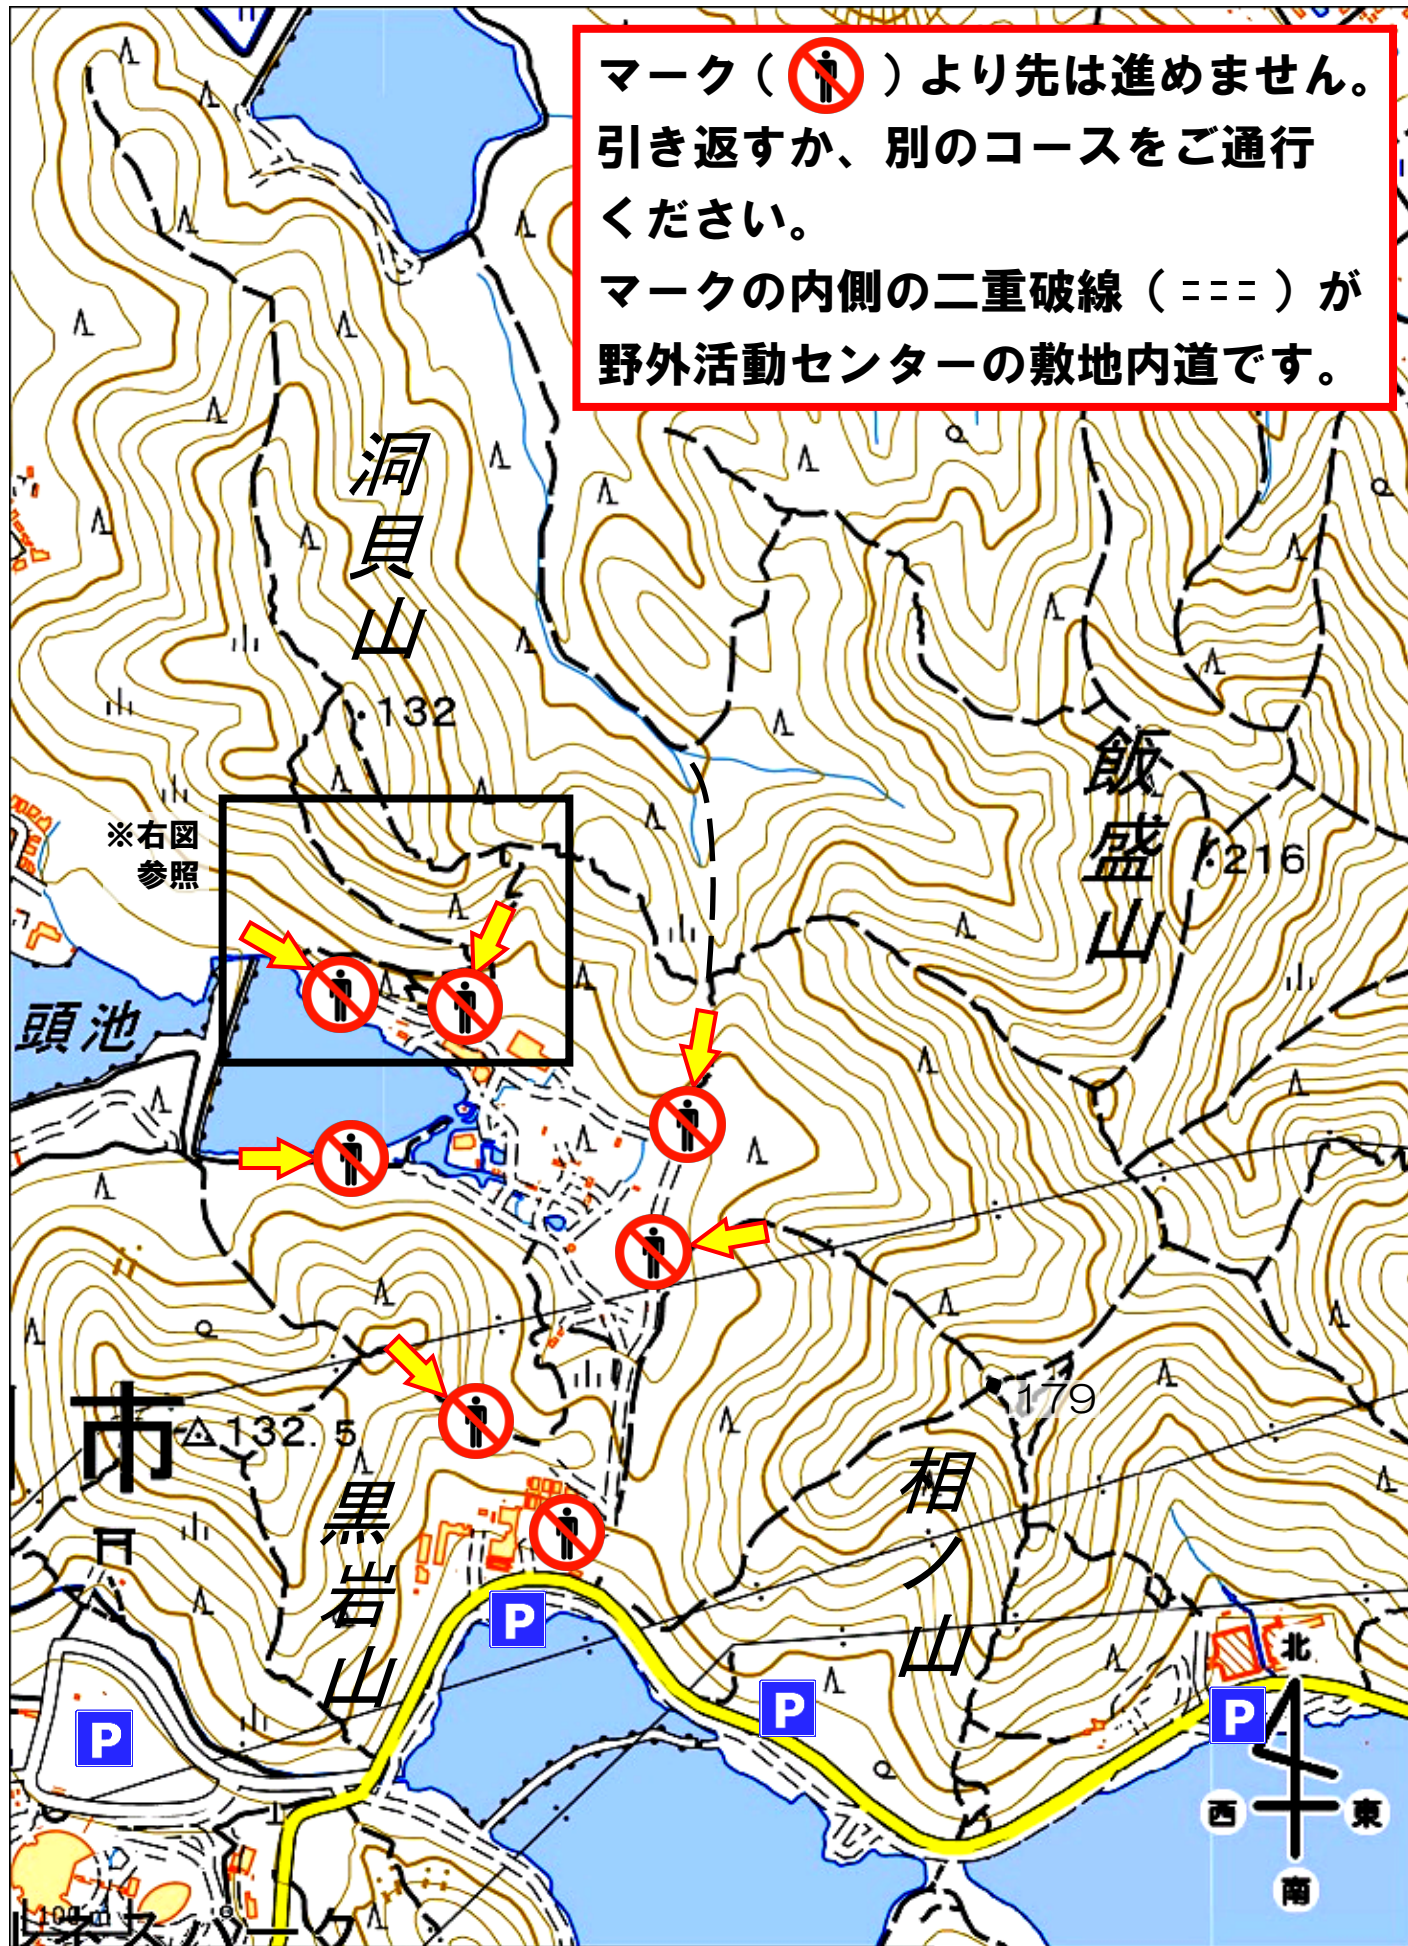 マーク（ ）より先は進めません。
引き返すか、別のコースをご通行
ください。
マークの内側の二重破線（ === ）が
野外活動センターの敷地内道です。
洞貝山
132
飯盛山
216
※右図
参照
頭池
179
市
132.5
黒岩山
相ノ山
P
P
P
P
北
西
東
南
100m